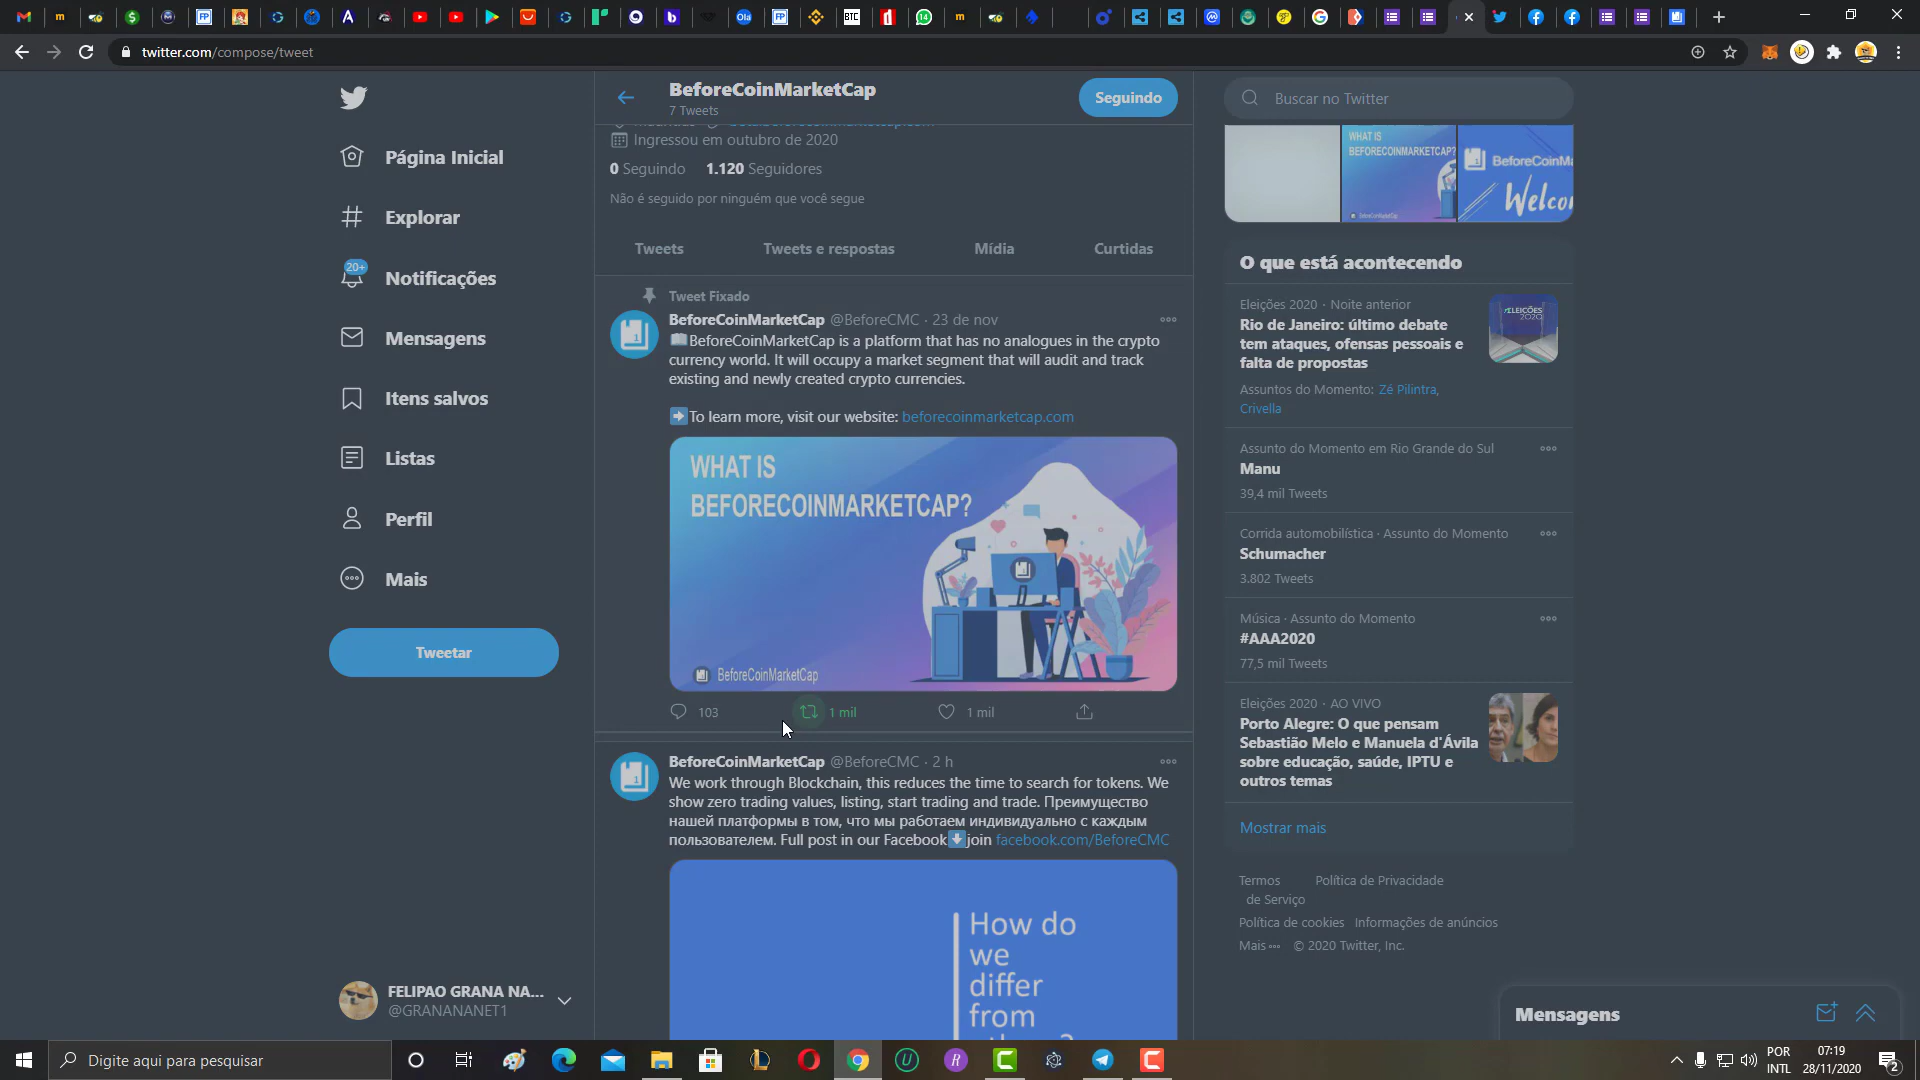 twitter.com/compose/tweet
Página Inicial
Explorar
20+
Notificações
Mensagens
Itens salvos
Listas
Perfil
Mais
Tweetar
FELIPAO GRANA NA...
@GRANANANET1
BeforeCoinMarketCap
7 Tweets
Seguindo
Ingressou em outubro de 2020
0 Seguindo 1.120 Seguidores
Não é seguido por ninguém que você segue
Tweets Tweets e respostas Mídia Curtidas
Tweet Fixado
BeforeCoinMarketCap @BeforeCMC · 23 de nov
BeforeCoinMarketCap is a platform that has no analogues in the crypto
currency world. It will occupy a market segment that will audit and track
existing and newly created crypto currencies.
To learn more, visit our website: beforecoinmarketcap.com
WHAT IS
BEFORECOINMARKETCAP?
BeforeCoinMarketCap
103 1 mil 1 mil
BeforeCoinMarketCap @BeforeCMC · 2 h
We work through Blockchain, this reduces the time to search for tokens. We
show zero trading values, listing, start trading and trade. Преимущество
нашей платформы в том, что мы работаем индивидуально с каждым
пользователем. Full post in our Facebook join facebook.com/BeforeCMC
How do
we
differ
from
Buscar no Twitter
WHAT IS
BEFORECOINMARKETCAP?
BeforeCoinMa
Welcor
O que está acontecendo
Eleições 2020 · Noite anterior
Rio de Janeiro: último debate
tem ataques, ofensas pessoais e
falta de propostas
Assuntos do Momento: Zé Pilintra,
Crivella
ELEIÇÕES
2020
Assunto do Momento em Rio Grande do Sul
Manu
39,4 mil Tweets
Corrida automobilística · Assunto do Momento
Schumacher
3.802 Tweets
Música · Assunto do Momento
#AAA2020
77,5 mil Tweets
Eleições 2020 · AO VIVO
Porto Alegre: O que pensam
Sebastião Melo e Manuela d'Ávila
sobre educação, saúde, IPTU e
outros temas
Mostrar mais
Termos
de Serviço
Política de Privacidade
Política de cookies Informações de anúncios
Mais © 2020 Twitter, Inc.
Mensagens
Digite aqui para pesquisar
POR
INTL
07:19
28/11/2020
2